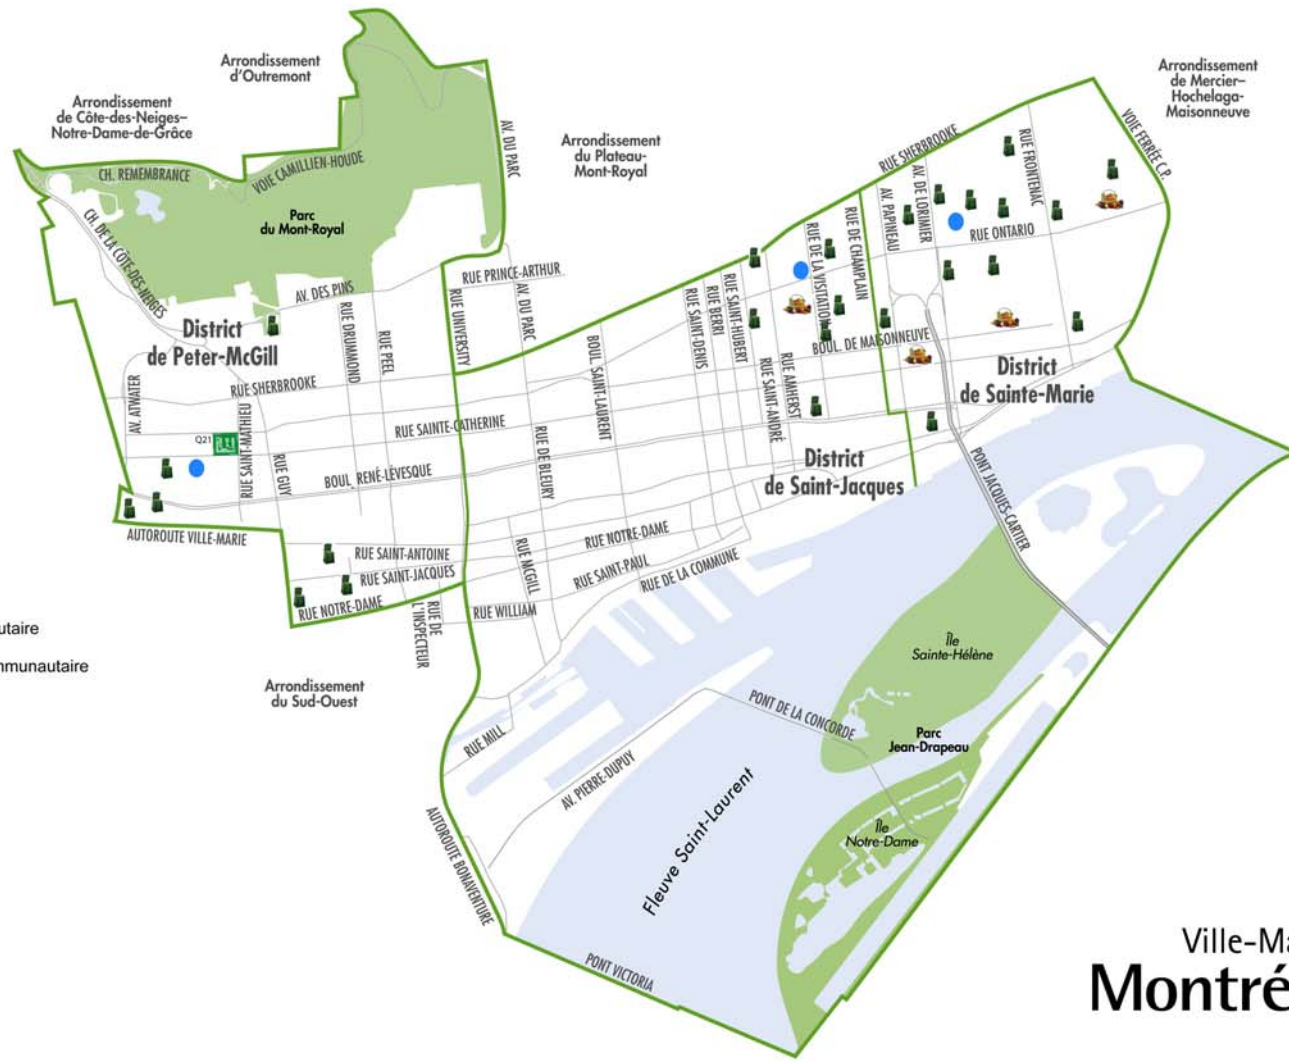 Arrondissement
d'Outremont
Arrondissement
de Côte-des-Neiges–
Notre-Dame-de-Grâce
Arrondissement
du Plateau-
Mont-Royal
Arrondissement
de Mercier–
Hochelaga-
Maisonneuve
CH. REMEMBRANCE
VOIE CAMILLIEN-HOUDE
AV. DU PARC
Parc
du Mont-Royal
CH. DE LA CÔTE-DES-NEIGES
AV. DES PINS
RUE PRINCE-ARTHUR
RUE SHERBROOKE
RUE FRONTENAC
VOIE FERRÉE C.P.
AV. DE LORIMIER
AV. PAPINEAU
RUE DE CHAMPLAIN
RUE DE LA VISITATION
RUE ONTARIO
District
de Peter-McGill
RUE DRUMMOND
RUE PEEL
RUE UNIVERSITY
AV. DU PARC
BOUL. SAINT-LAURENT
RUE SAINT-DENIS
RUE BERRI
RUE SAINT-HUBERT
RUE SAINT-ANDRÉ
RUE AMHERST
BOUL. DE MAISONNEUVE
District
de Sainte-Marie
AV. ATWATER
RUE SHERBROOKE
RUE SAINT-MATHIEU
RUE GUY
RUE SAINTE-CATHERINE
RUE DE BLEURY
Q21
BOUL. RENÉ-LÉVESQUE
District
de Saint-Jacques
PONT JACQUES-CARTIER
AUTOROUTE VILLE-MARIE
RUE SAINT-ANTOINE
RUE SAINT-JACQUES
RUE NOTRE-DAME
RUE NOTRE-DAME
RUE MCGILL
RUE SAINT-PAUL
RUE DE LA COMMUNE
RUE DE
L'INSPECTEUR
RUE WILLIAM
utaire
mmunautaire
Arrondissement
du Sud-Ouest
Île
Sainte-Hélène
RUE MILL
PONT DE LA CONCORDE
Parc
Jean-Drapeau
AV. PIERRE-DUPUY
Fleuve Saint-Laurent
Île
Notre-Dame
AUTOROUTE BONAVENTURE
PONT VICTORIA
Ville-Ma
Montré